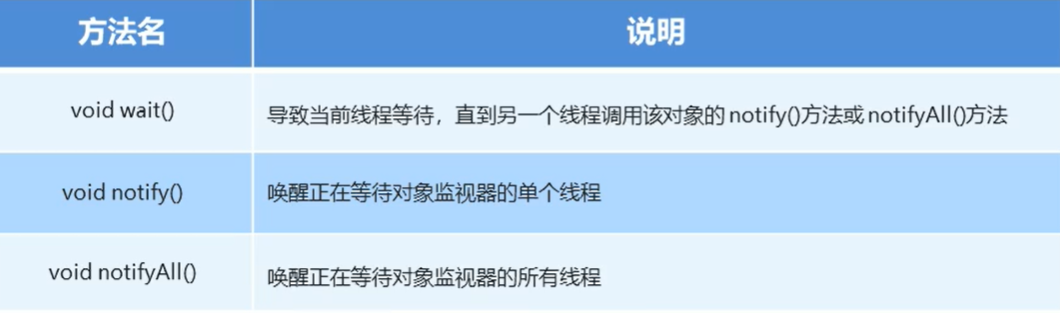 方法名 说明
void wait() 导致当前线程等待，直到另一个线程调用该对象的 notify()方法或 notifyAll()方法
void notify() 唤醒正在等待对象监视器的单个线程
void notifyAll() 唤醒正在等待对象监视器的所有线程